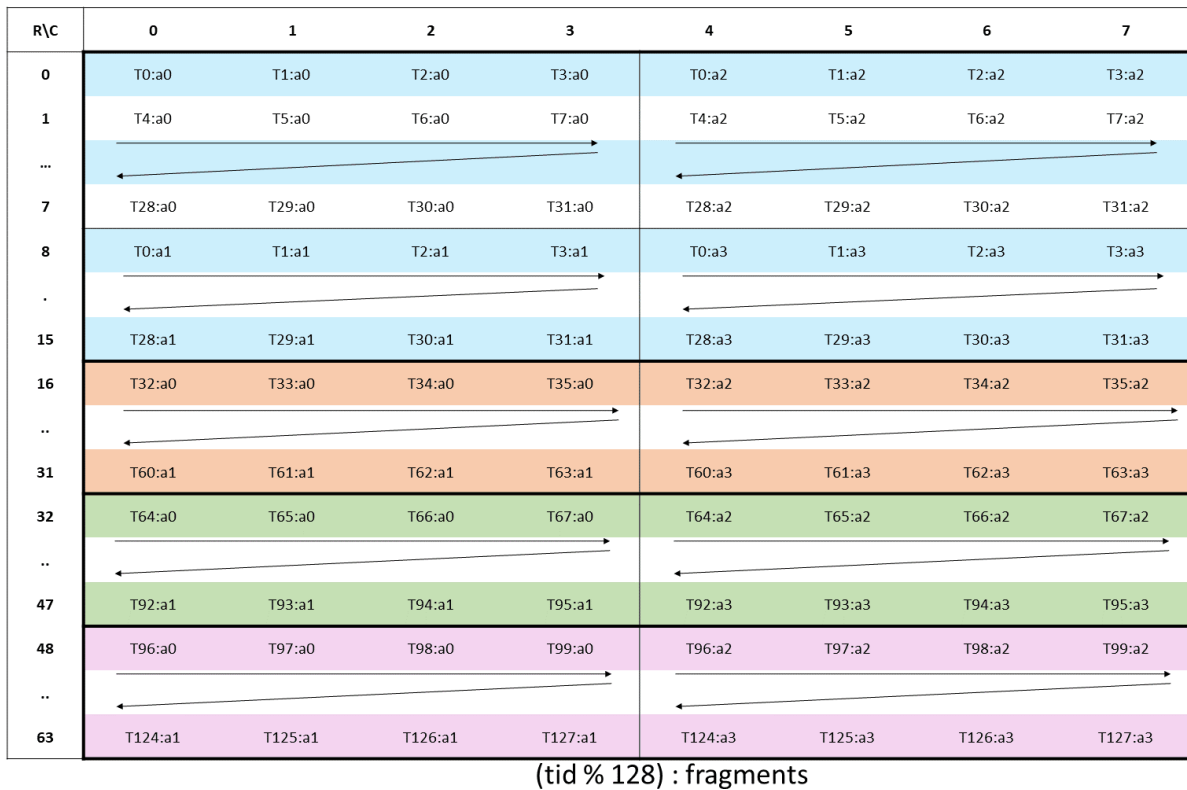 R\C 0 1 2 3 4 5 6 7
0 T0:a0 T1:a0 T2:a0 T3:a0 T0:a2 T1:a2 T2:a2 T3:a2
1 T4:a0 T5:a0 T6:a0 T7:a0 T4:a2 T5:a2 T6:a2 T7:a2
...
7 T28:a0 T29:a0 T30:a0 T31:a0 T28:a2 T29:a2 T30:a2 T31:a2
8 T0:a1 T1:a1 T2:a1 T3:a1 T0:a3 T1:a3 T2:a3 T3:a3
.
15 T28:a1 T29:a1 T30:a1 T31:a1 T28:a3 T29:a3 T30:a3 T31:a3
16 T32:a0 T33:a0 T34:a0 T35:a0 T32:a2 T33:a2 T34:a2 T35:a2
..
31 T60:a1 T61:a1 T62:a1 T63:a1 T60:a3 T61:a3 T62:a3 T63:a3
32 T64:a0 T65:a0 T66:a0 T67:a0 T64:a2 T65:a2 T66:a2 T67:a2
..
47 T92:a1 T93:a1 T94:a1 T95:a1 T92:a3 T93:a3 T94:a3 T95:a3
48 T96:a0 T97:a0 T98:a0 T99:a0 T96:a2 T97:a2 T98:a2 T99:a2
..
63 T124:a1 T125:a1 T126:a1 T127:a1 T124:a3 T125:a3 T126:a3 T127:a3
(tid % 128) : fragments